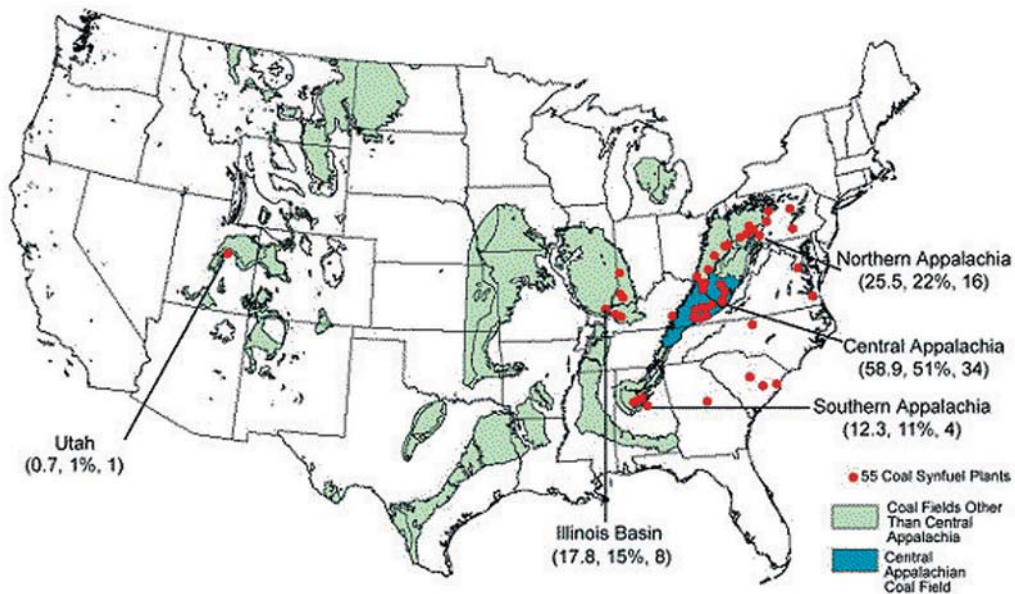 Northern Appalachia
(25.5, 22%, 16)
Central Appalachia
(58.9, 51%, 34)
Southern Appalachia
(12.3, 11%, 4)
Utah
(0.7, 1%, 1)
Illinois Basin
(17.8, 15%, 8)
55 Coal Synfuel Plants
Coal Fields Other
Than Central
Appalachia
Central
Appalachian
Coal Field